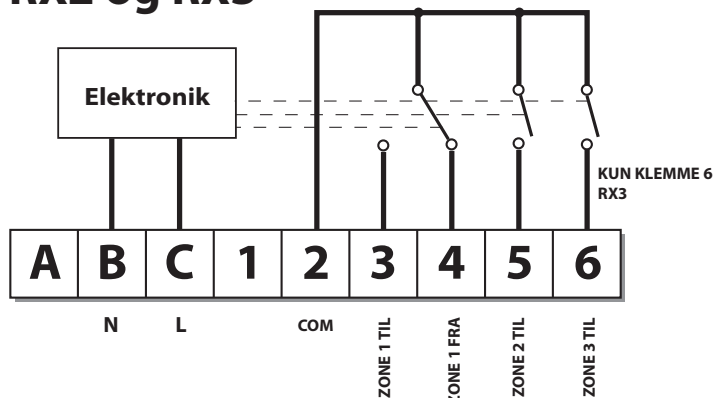 RX2 og RX3
Elektronik
KUN KLEMME 6
RX3
A B C 1 2 3 4 5 6
N L COM
ZONE 1 TIL
ZONE 1 FRA
ZONE 2 TIL
ZONE 3 TIL